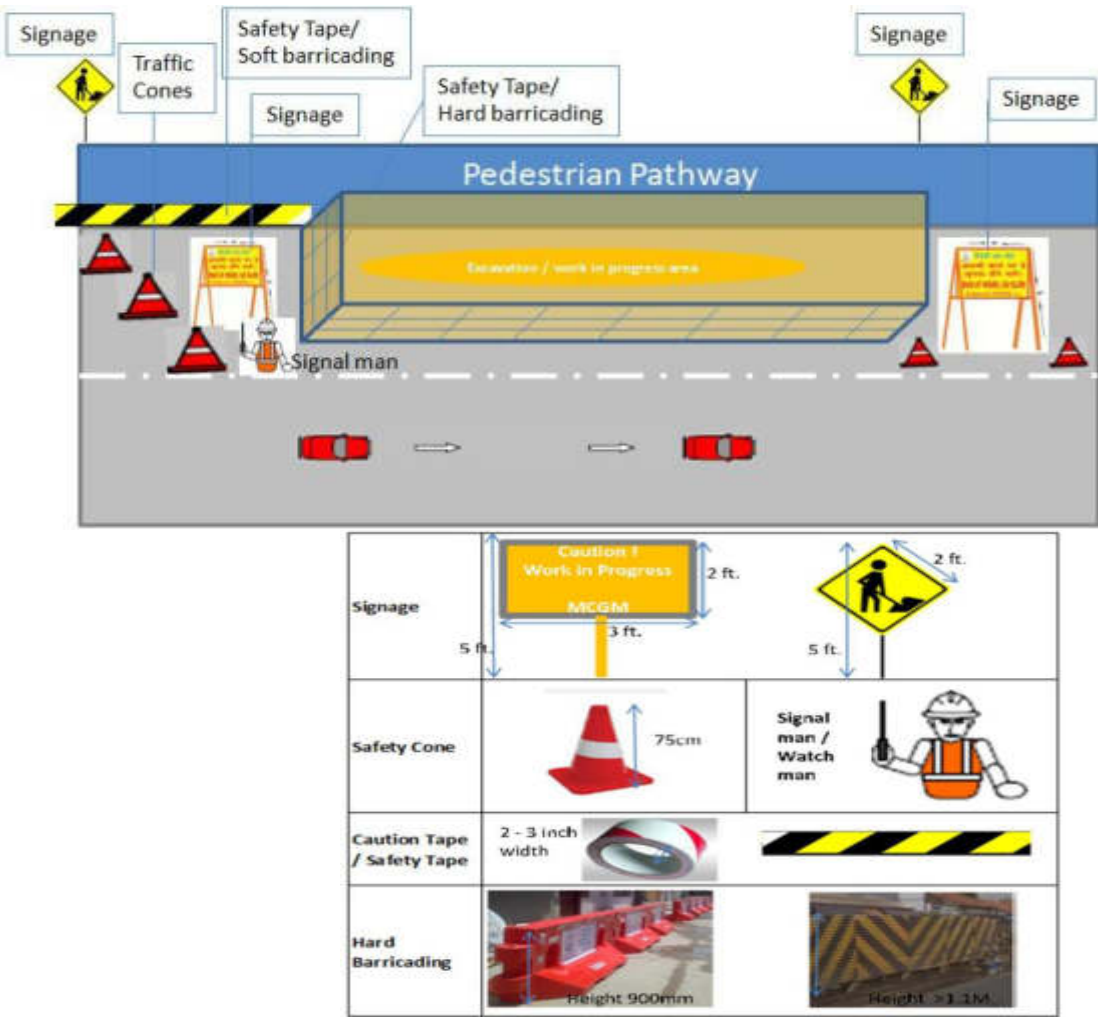 Signage
Safety Tape/
Soft barricading
Traffic
Cones
Signage
Safety Tape/
Hard barricading
Signage
Signage
Pedestrian Pathway
Excavation / work in progress area
Signal man
Signage
Caution !
Work in Progress
MCGM
2 ft.
3 ft.
5 ft.
2 ft.
5 ft.
Safety Cone
75cm
Signal
man /
Watch
man
Caution Tape
/ Safety Tape
2 - 3 inch
width
Hard
Barricading
Height 900mm
Height >1.1M.